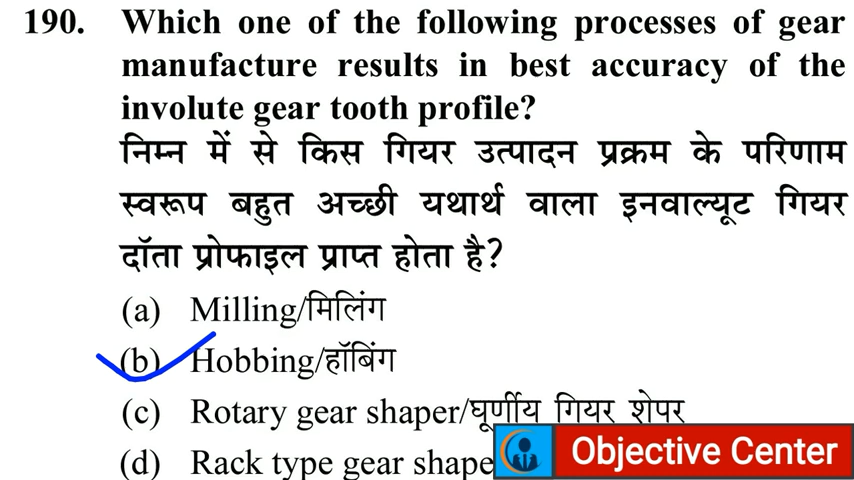 190. Which one of the following processes of gear
manufacture results in best accuracy of the
involute gear tooth profile?
निम्न में से किस गियर उत्पादन प्रक्रम के परिणाम
स्वरूप बहुत अच्छी यथार्थ वाला इनवाल्यूट गियर
दाँता प्रोफाइल प्राप्त होता है?
(a) Milling/मिलिंग
(b) Hobbing/हॉबिंग
(c) Rotary gear shaper/घूर्णीय गियर शेपर
(d) Rack type gear shape
Objective Center